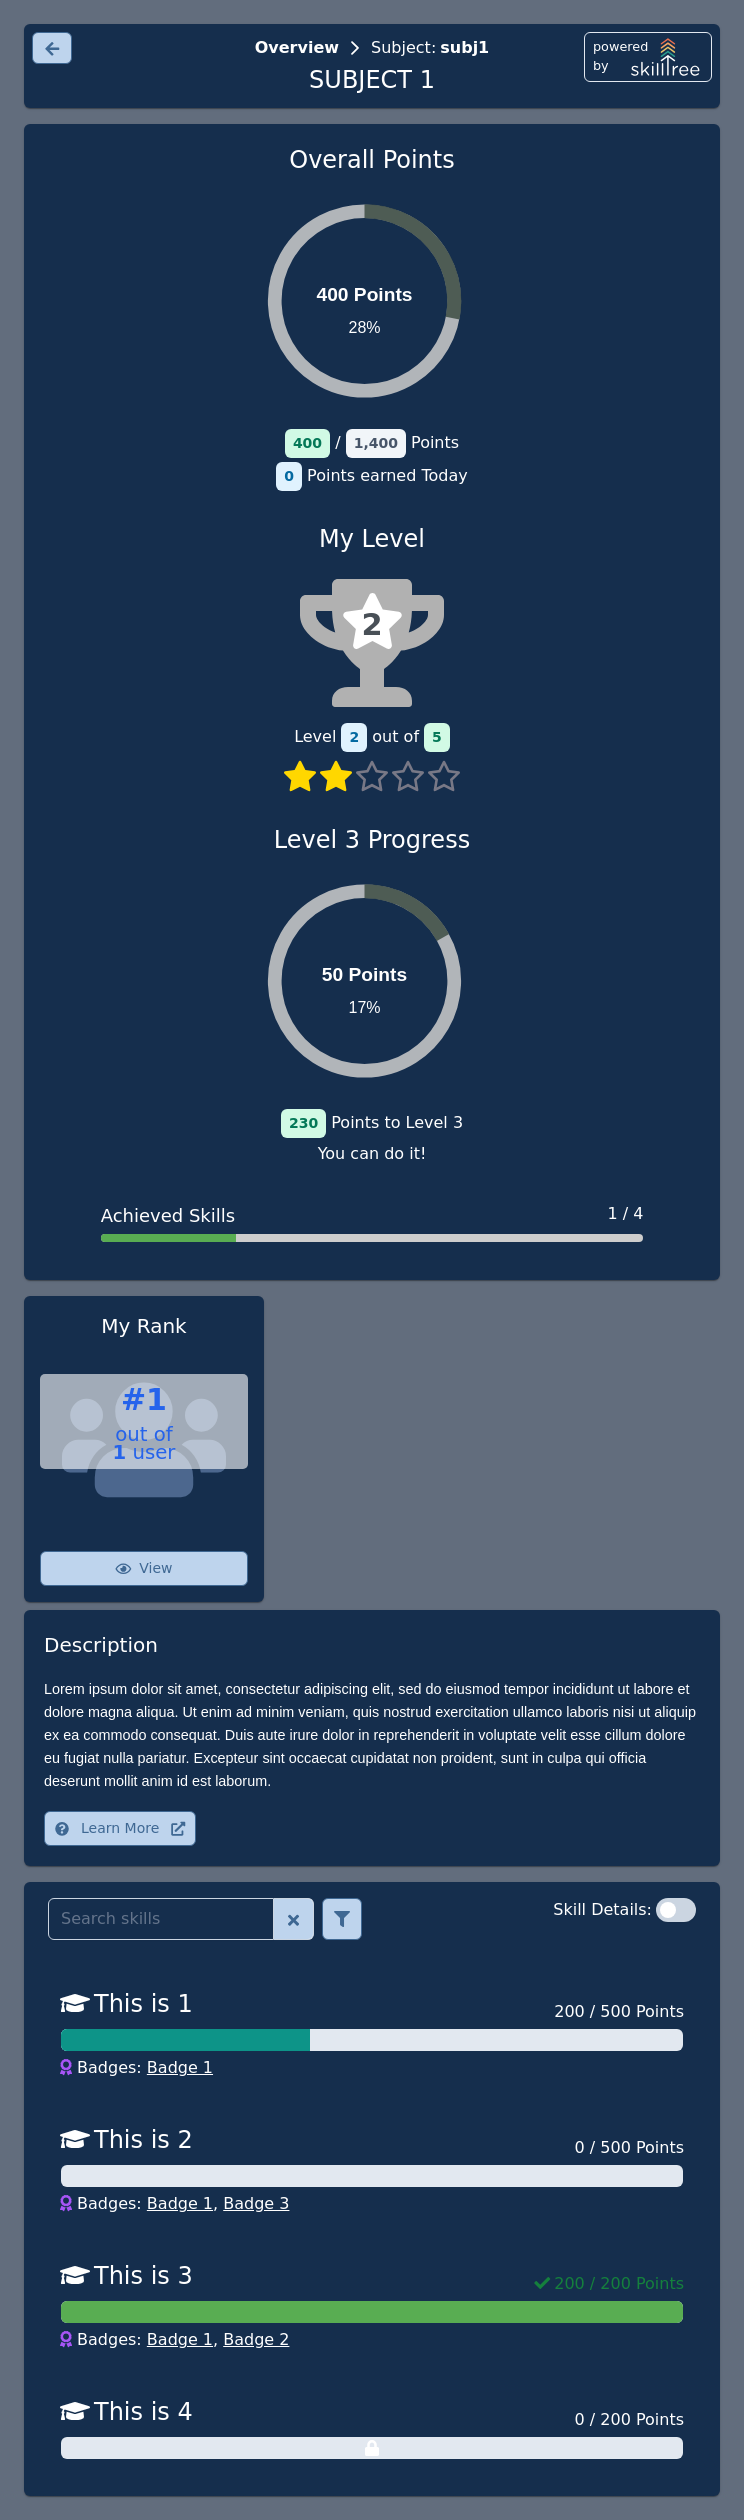 Overview > Subject: subj1
powered by skilltree
SUBJECT 1
Overall Points
400 Points
28%
400 / 1,400 Points
0 Points earned Today
My Level
2
Level 2 out of 5
Level 3 Progress
50 Points
17%
230 Points to Level 3
You can do it!
Achieved Skills 1 / 4
My Rank
#1
out of
1 user
View
Description
Lorem ipsum dolor sit amet, consectetur adipiscing elit, sed do eiusmod tempor incididunt ut labore et
dolore magna aliqua. Ut enim ad minim veniam, quis nostrud exercitation ullamco laboris nisi ut aliquip
ex ea commodo consequat. Duis aute irure dolor in reprehenderit in voluptate velit esse cillum dolore
eu fugiat nulla pariatur. Excepteur sint occaecat cupidatat non proident, sunt in culpa qui officia
deserunt mollit anim id est laborum.
Learn More
Search skills
Skill Details:
This is 1 200 / 500 Points
Badges: Badge 1
This is 2 0 / 500 Points
Badges: Badge 1, Badge 3
This is 3 200 / 200 Points
Badges: Badge 1, Badge 2
This is 4 0 / 200 Points